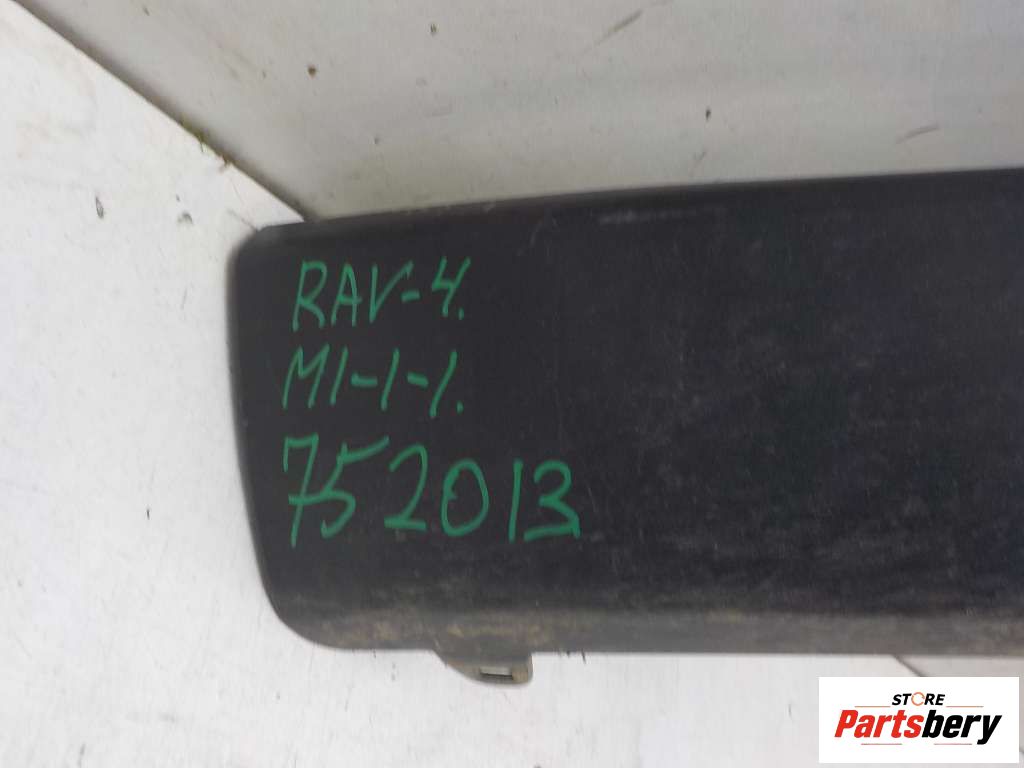 RAV-4.
M1-1-1.
752013
STORE
Partsbery